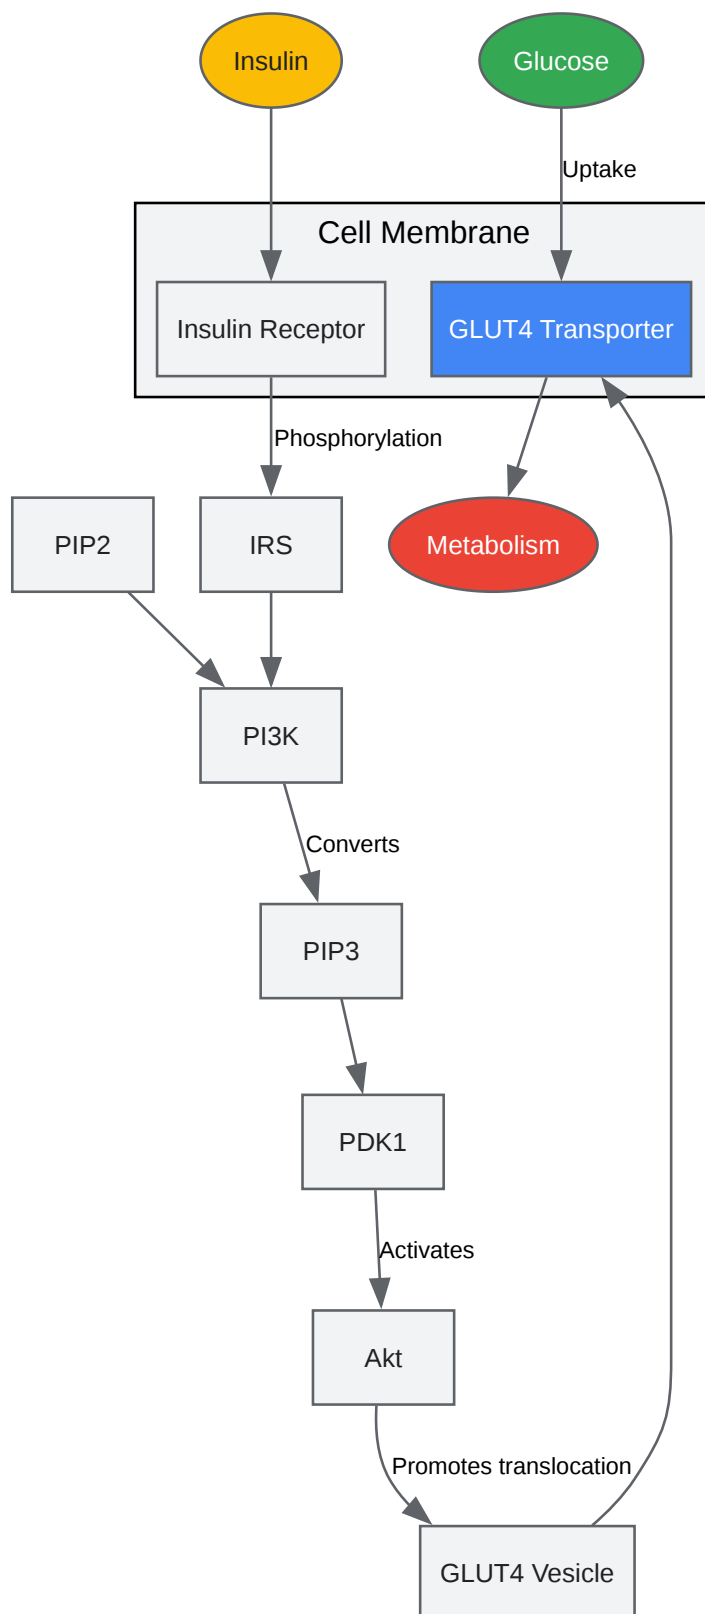 Insulin
Glucose
Uptake
Cell Membrane
Insulin Receptor
GLUT4 Transporter
Phosphorylation
PIP2
IRS
Metabolism
PI3K
Converts
PIP3
PDK1
Activates
Akt
Promotes translocation
GLUT4 Vesicle